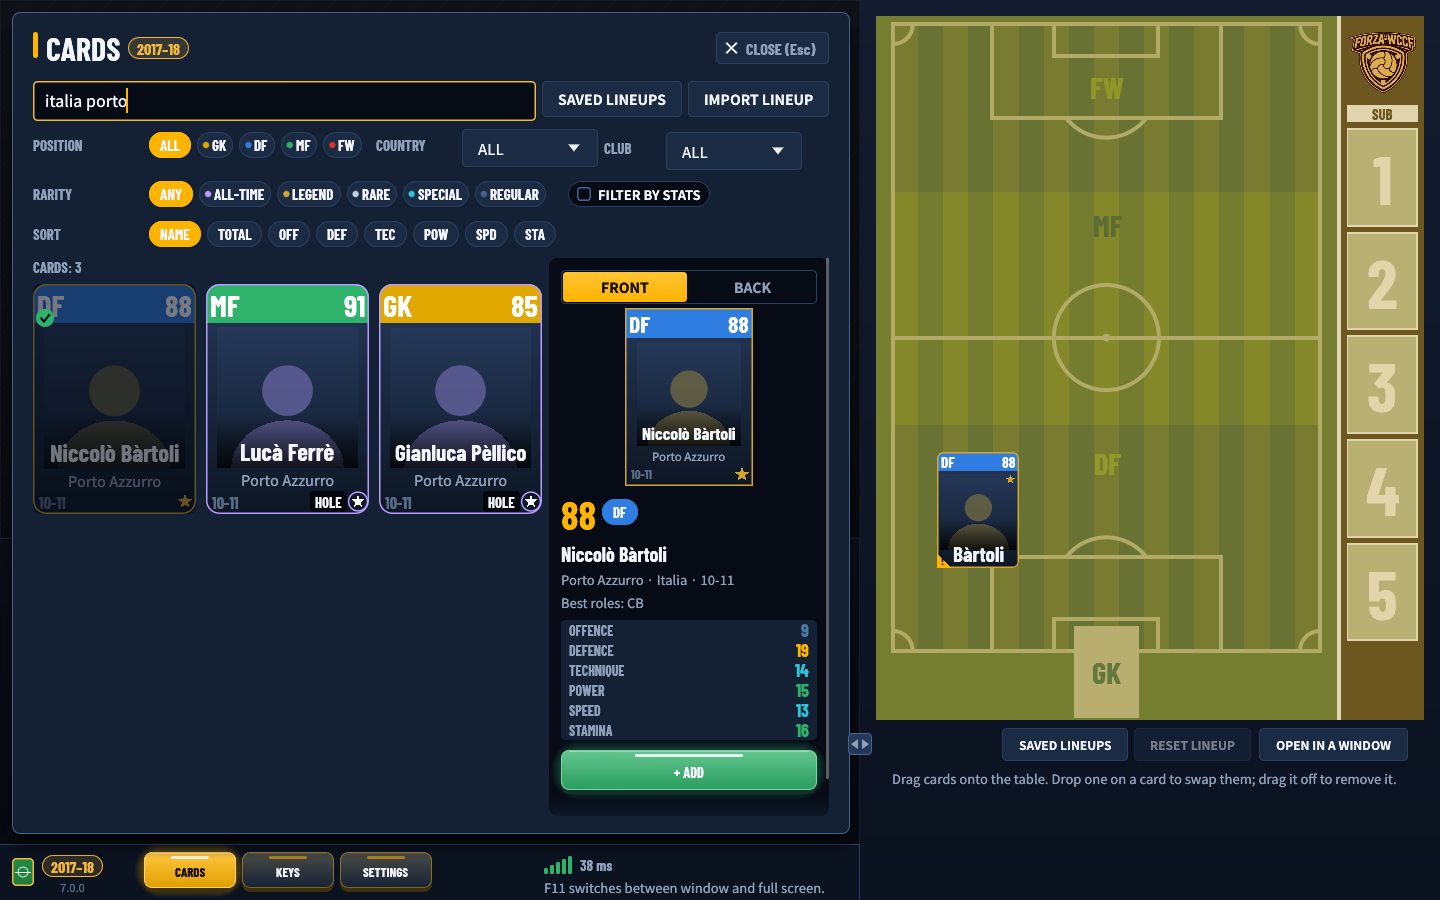 CARDS 2017-18 CLOSE (Esc)
italia porto SAVED LINEUPS IMPORT LINEUP
POSITION ALL GK DF MF FW COUNTRY ALL CLUB ALL
RARITY ANY ALL-TIME LEGEND RARE SPECIAL REGULAR FILTER BY STATS
SORT NAME TOTAL OFF DEF TEC POW SPD STA
CARDS: 3
DF 88
Niccolò Bàrtoli
Porto Azzurro
10-11
MF 91
Lucà Ferrè
Porto Azzurro
10-11 HOLE
GK 85
Gianluca Pèllico
Porto Azzurro
10-11 HOLE
FRONT BACK
DF 88
Niccolò Bàrtoli
Porto Azzurro
10-11
88 DF
Niccolò Bàrtoli
Porto Azzurro · Italia · 10-11
Best roles: CB
OFFENCE 9
DEFENCE 19
TECHNIQUE 14
POWER 15
SPEED 13
STAMINA 16
+ ADD
2017-18
7.0.0
CARDS KEYS SETTINGS
38 ms
F11 switches between window and full screen.
FW
MF
DF
DF 88
Bàrtoli
GK
FORZA-WCCF
SUB
1
2
3
4
5
SAVED LINEUPS RESET LINEUP OPEN IN A WINDOW
Drag cards onto the table. Drop one on a card to swap them; drag it off to remove it.